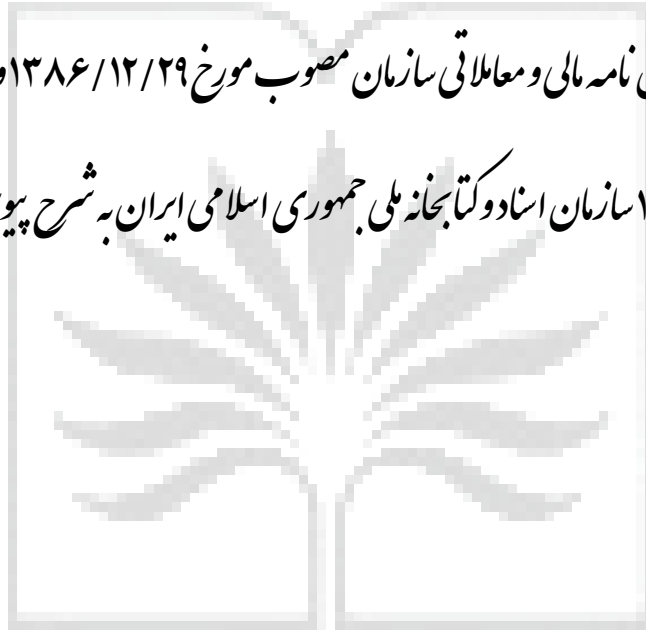 نامه مالی و معاملاتی سازمان مصوب مورخ ۱۳۸۶/۱۲/۲۹ و
سازمان اسناد و کتابخانه ملی جمهوری اسلامی ایران به شرح